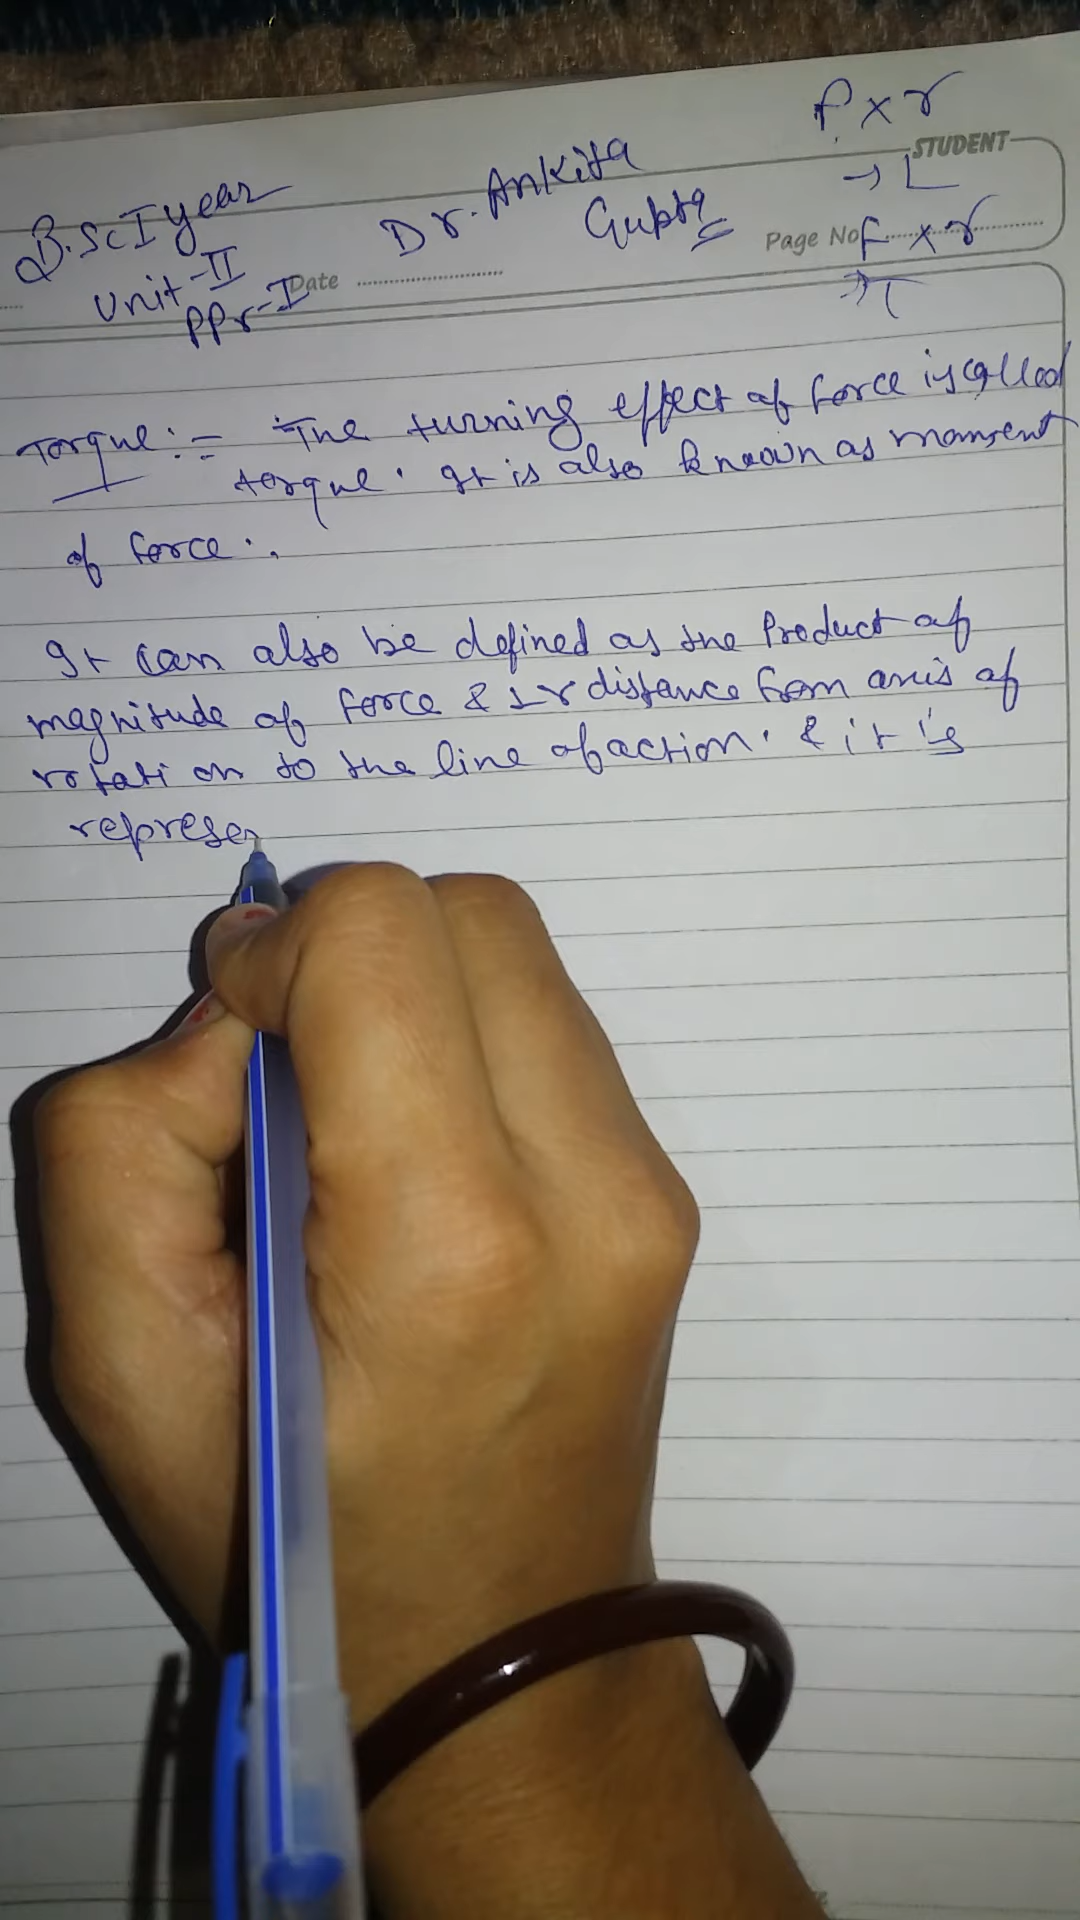 P × r
STUDENT
→ L
B.Sc I year
Dr. Ankita
Gupta
Page No.
F × r
Unit-II
Date
→ τ
PPr-I
Torque :- The turning effect of force is called
torque. It is also known as moment
of force.
It can also be defined as the Product of
magnitude of force & ⊥r distance from axis of
rotation to the line of action. & it is
represen